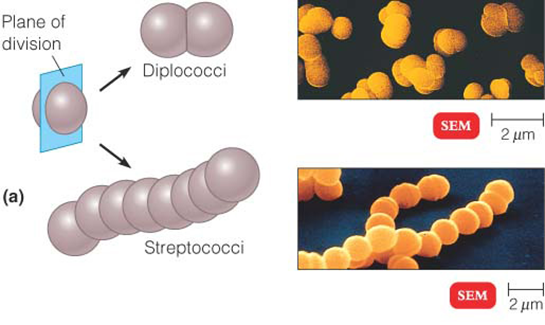 Plane of
division
Diplococci
SEM
2 μm
(a)
Streptococci
SEM
2 μm